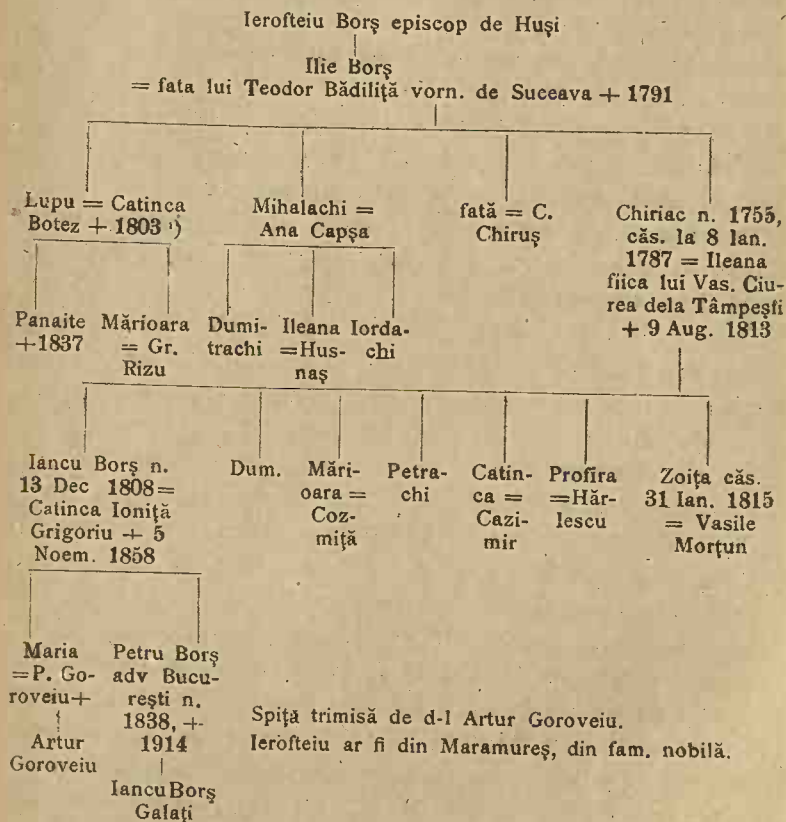 Ierofteiu Borş episcop de Huşi
Ilie Borş
= fata lui Teodor Bădiliţă vorn. de Suceava + 1791
Lupu = Catinca
Botez + 1803 ¹)
Mihalachi =
Ana Capşa
fată = C.
Chiruş
Chiriac n. 1755,
căs. la 8 Ian.
1787 = Ileana
fiica lui Vas. Ciu-
rea dela Tâmpeşti
+ 9 Aug. 1813
Panaite
+1837
Mărioara
= Gr.
Rizu
Dumi-
trachi
Ileana
=Hus-
naş
Iorda-
chi
Iancu Borş n.
13 Dec 1808=
Catinca Ioniţă
Grigoriu + 5
Noem. 1858
Dum.
Mări-
oara =
Coz-
miţă
Petra-
chi
Catin-
ca =
Cazi-
mir
Profira
=Hăr-
lescu
Zoiţa căs.
31 Ian. 1815
= Vasile
Morţun
Maria
=P. Go-
roveiu+
Artur
Goroveiu
Petru Borş
adv Bucu-
reşti n.
1838, +
1914
Iancu Borş
Galaţi
Spiţă trimisă de d-l Artur Goroveiu.
Ierofteiu ar fi din Maramureş, din fam. nobilă.